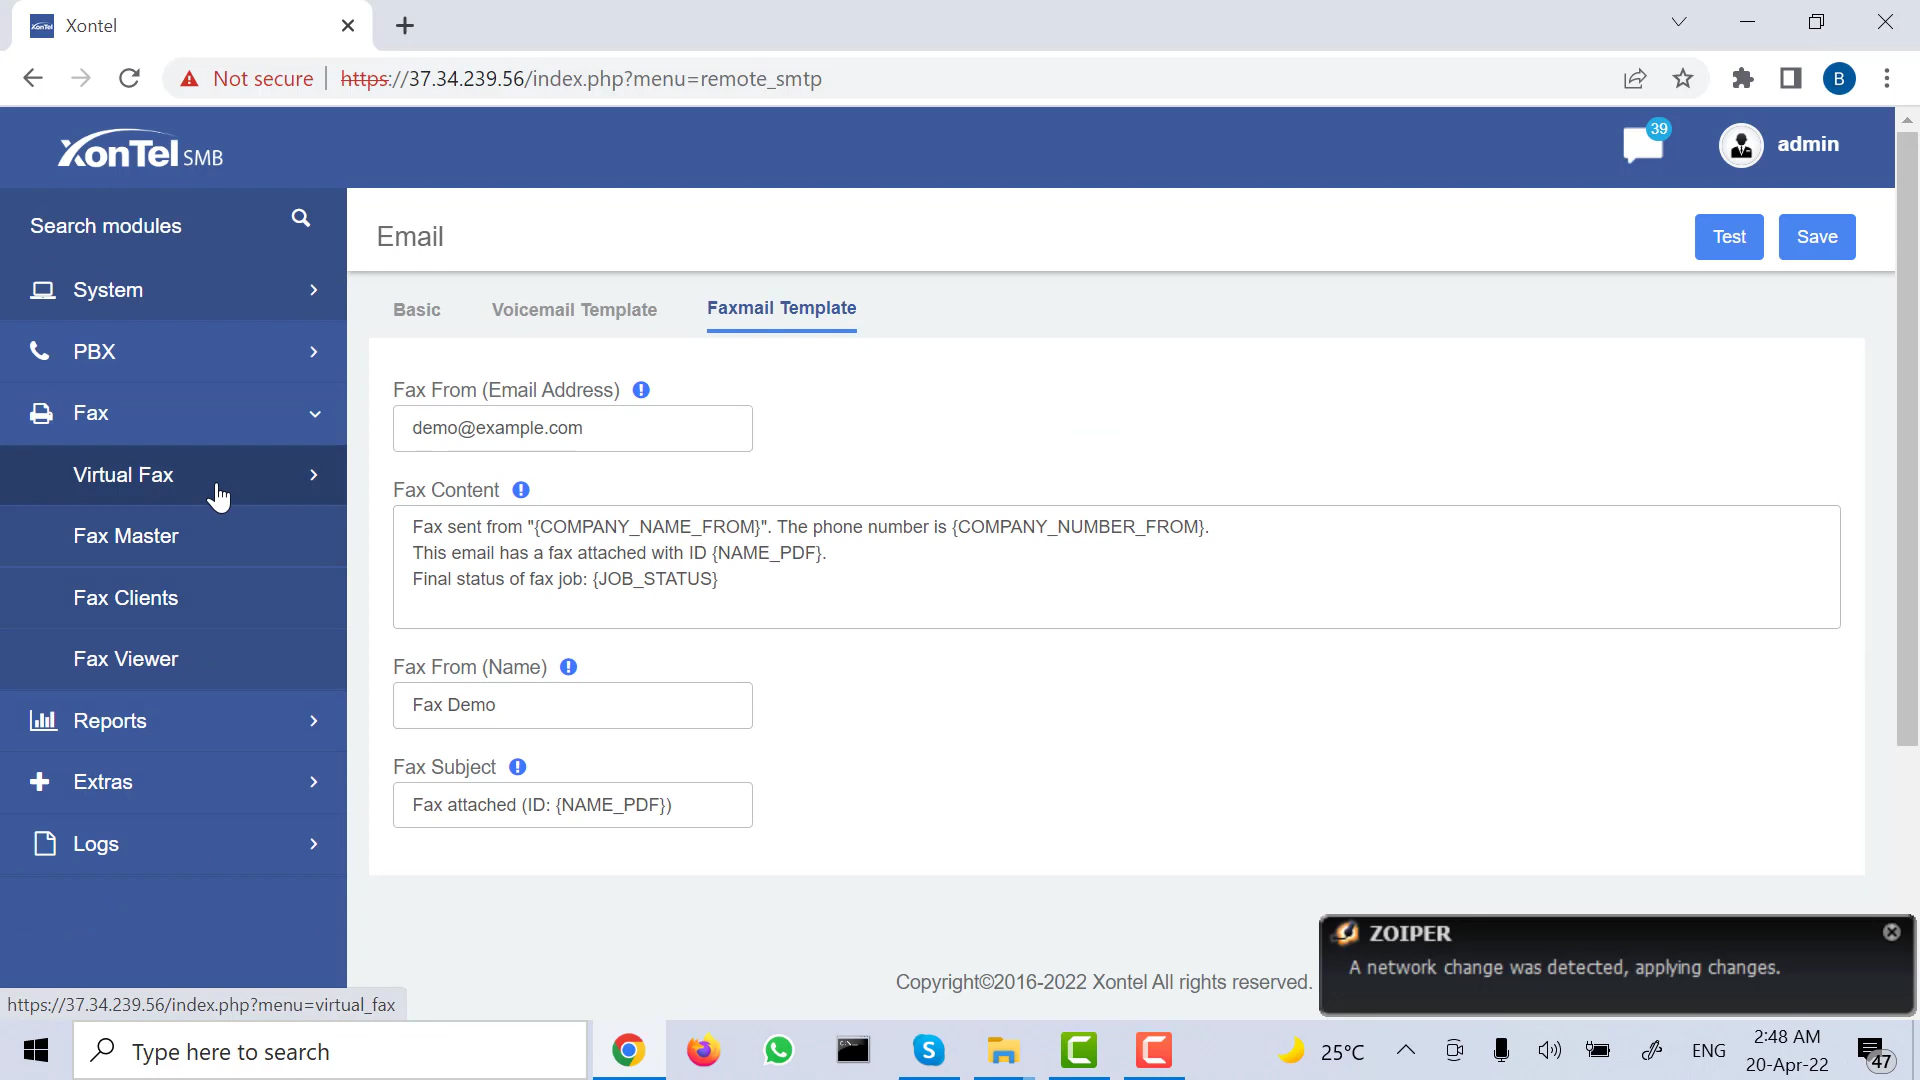 Xontel
Not secure
https://37.34.239.56/index.php?menu=remote_smtp
B
XonTel SMB
39
admin
Search modules
System
PBX
Fax
Virtual Fax
Fax Master
Fax Clients
Fax Viewer
Reports
Extras
Logs
Email
Test
Save
Basic
Voicemail Template
Faxmail Template
Fax From (Email Address)
demo@example.com
Fax Content
Fax sent from "{COMPANY_NAME_FROM}". The phone number is {COMPANY_NUMBER_FROM}.
This email has a fax attached with ID {NAME_PDF}.
Final status of fax job: {JOB_STATUS}
Fax From (Name)
Fax Demo
Fax Subject
Fax attached (ID: {NAME_PDF})
Copyright©2016-2022 Xontel All rights reserved.
ZOIPER
A network change was detected, applying changes.
https://37.34.239.56/index.php?menu=virtual_fax
Type here to search
25°C
ENG
2:48 AM
20-Apr-22
47